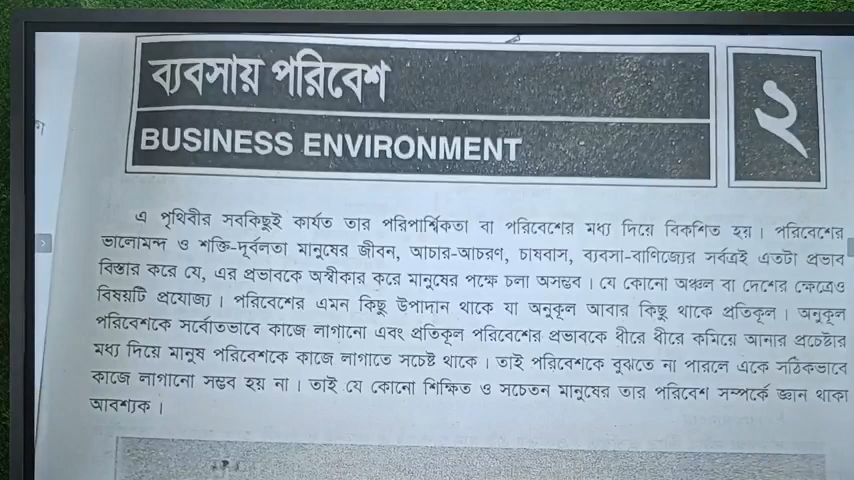 ব্যবসায় পরিবেশ
BUSINESS ENVIRONMENT
২
এ পৃথিবীর সবকিছুই কার্যত তার পরিপার্শ্বিকতা বা পরিবেশের মধ্য দিয়ে বিকশিত হয়। পরিবেশের
ভালোমন্দ ও শক্তি-দুর্বলতা মানুষের জীবন, আচার-আচরণ, চাষবাস, ব্যবসা-বাণিজ্যের সর্বত্রই এতটা প্রভাব
বিস্তার করে যে, এর প্রভাবকে অস্বীকার করে মানুষের পক্ষে চলা অসম্ভব। যে কোনো অঞ্চল বা দেশের ক্ষেত্রেও
বিষয়টি প্রযোজ্য। পরিবেশের এমন কিছু উপাদান থাকে যা অনুকূল আবার কিছু থাকে প্রতিকূল। অনুকূল
পরিবেশকে সর্বোতভাবে কাজে লাগানো এবং প্রতিকূল পরিবেশের প্রভাবকে ধীরে ধীরে কমিয়ে আনার প্রচেষ্টার
মধ্য দিয়ে মানুষ পরিবেশকে কাজে লাগাতে সচেষ্ট থাকে। তাই পরিবেশকে বুঝতে না পারলে একে সঠিকভাবে
কাজে লাগানো সম্ভব হয় না। তাই যে কোনো শিক্ষিত ও সচেতন মানুষের তার পরিবেশ সম্পর্কে জ্ঞান থাকা
আবশ্যক।